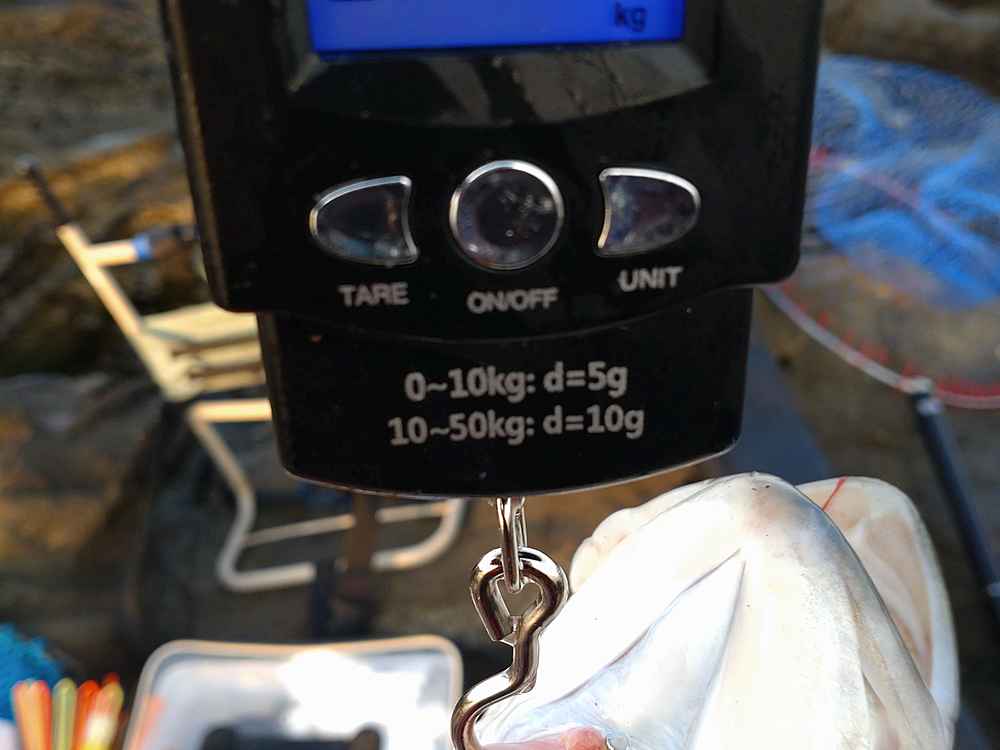 kg
TARE
ON/OFF
UNIT
0~10kg: d=5g
10~50kg: d=10g